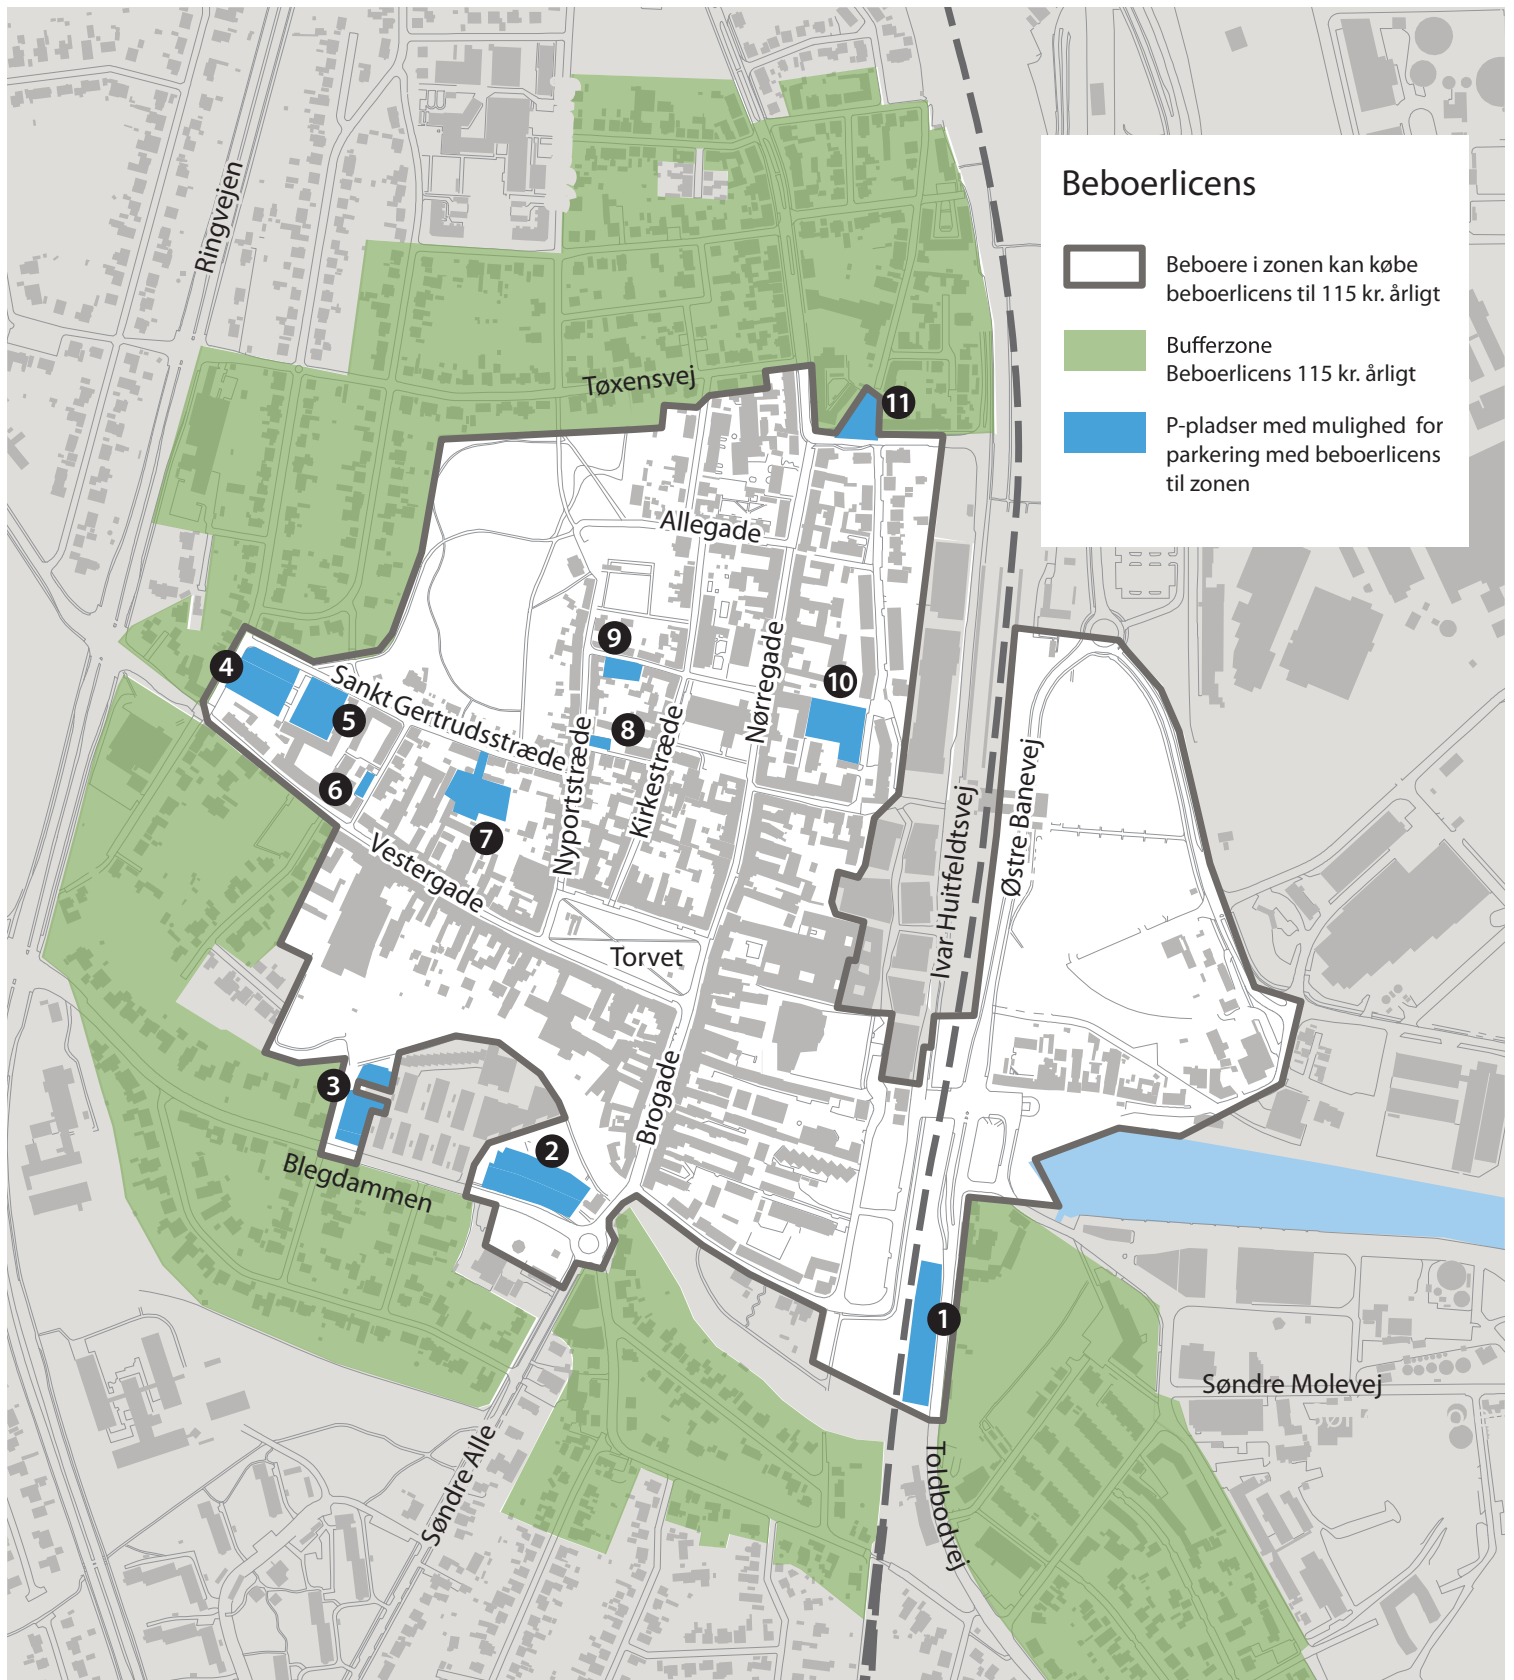 Beboerlicens
Beboere i zonen kan købe
beboerlicens til 115 kr. årligt
Bufferzone
Beboerlicens 115 kr. årligt
P-pladser med mulighed for
parkering med beboerlicens
til zonen
Ringvejen
Tøxensvej
11
Allegade
9
4
Sankt Gertrudsstræde
10
5
8
Nørregade
Nyportstræde
Kirkestræde
6
7
Østre Banevej
Ivar Huitfeldtsvej
Vestergade
Torvet
3
Brogade
2
Blegdammen
1
Søndre Molevej
Søndre Alle
Toldbodvej